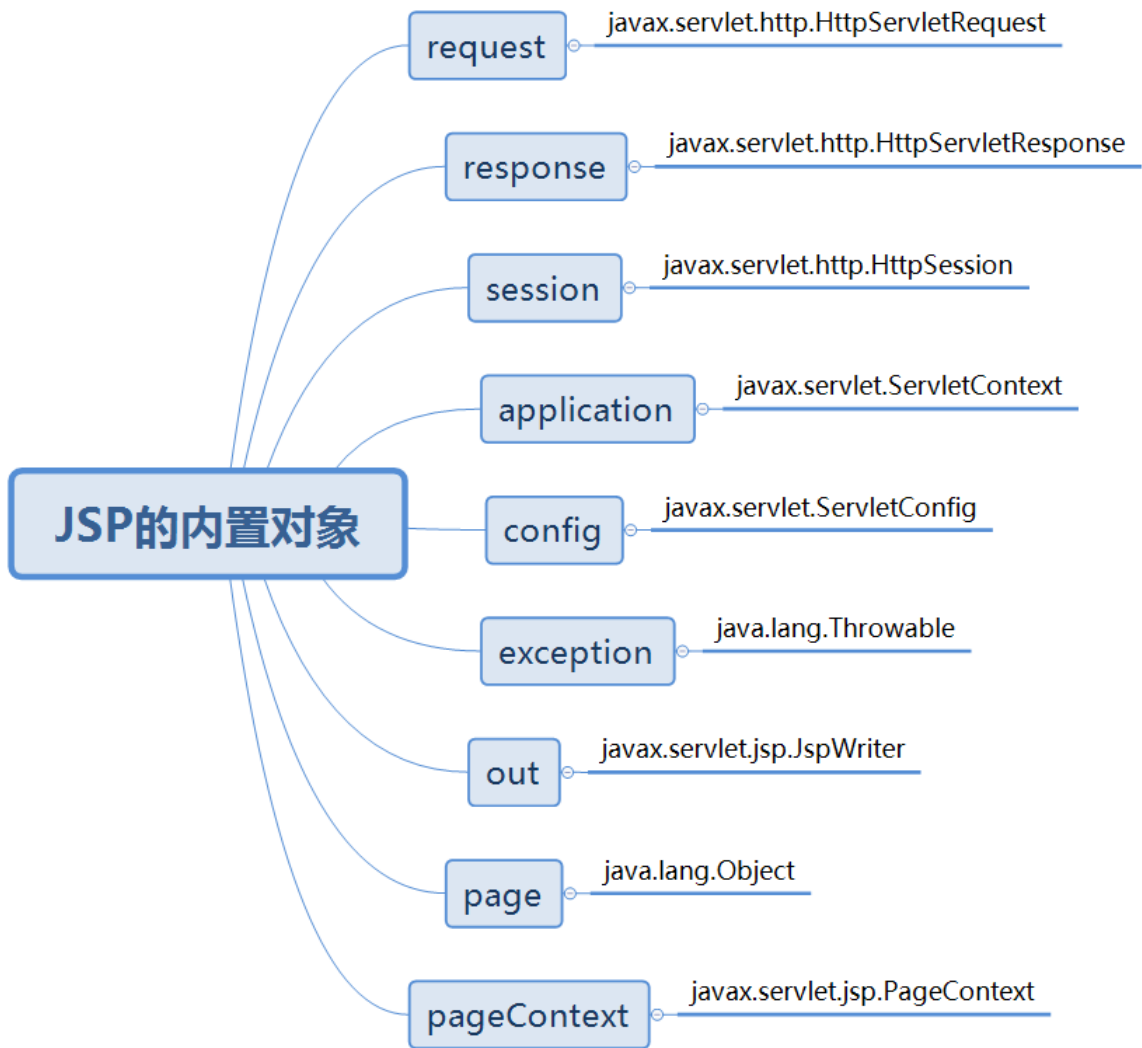 request
javax.servlet.http.HttpServletRequest
response
javax.servlet.http.HttpServletResponse
session
javax.servlet.http.HttpSession
application
javax.servlet.ServletContext
JSP的内置对象
config
javax.servlet.ServletConfig
exception
java.lang.Throwable
out
javax.servlet.jsp.JspWriter
page
java.lang.Object
pageContext
javax.servlet.jsp.PageContext